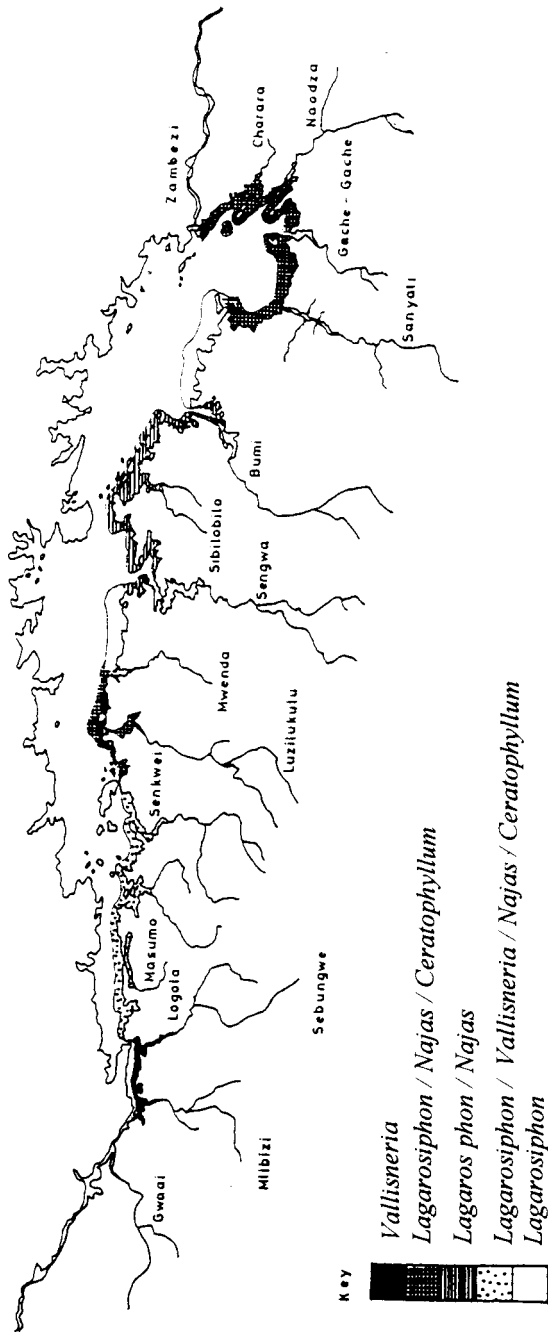 Zambezi
Charara
Naodza
Gache - Gache
Sanyati
Bumi
Sibilobilo
Sengwa
Mwenda
Luzilukulu
Senkwei
Masumo
Logola
Sebungwe
Mlibizi
Gwaai
Key
Vallisneria
Lagarosiphon / Najas / Ceratophyllum
Lagaros phon / Najas
Lagarosiphon / Vallisneria / Najas / Ceratophyllum
Lagarosiphon